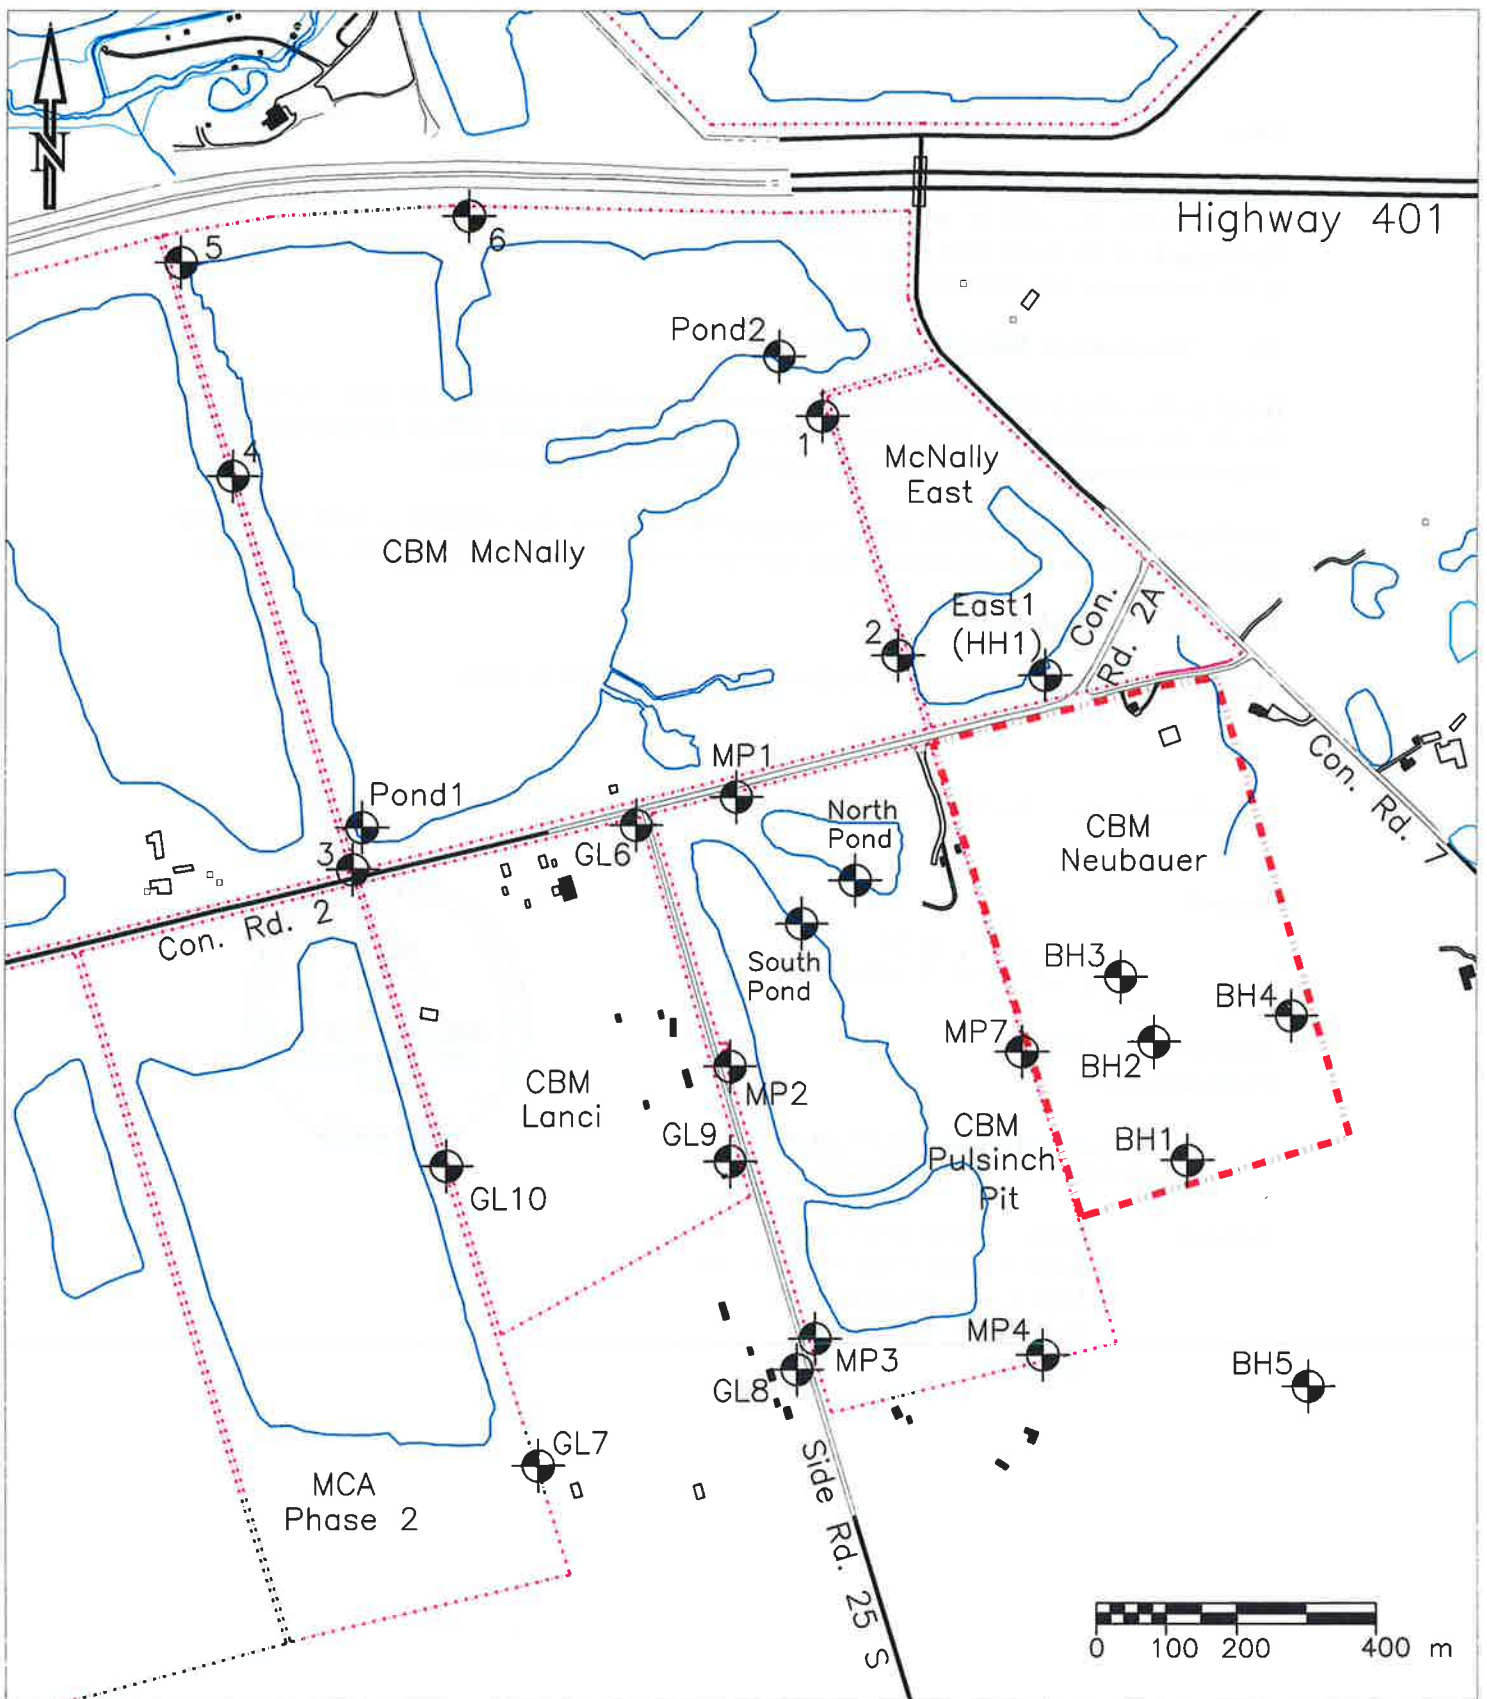 N
Highway 401
5
6
Pond2
1
4
McNally
East
CBM McNally
East1
(HH1)
2
Con.
Rd. 2A
MP1
Pond1
North
Pond
CBM
Neubauer
Con. Rd. 7
3
GL6
Con. Rd. 2
South
Pond
BH3
BH4
MP7
BH2
CBM
Lanci
MP2
GL9
CBM
Pulsinch
Pit
BH1
GL10
MP3
MP4
GL8
BH5
GL7
MCA
Phase 2
Side Rd. 25 S
0 100 200 400 m